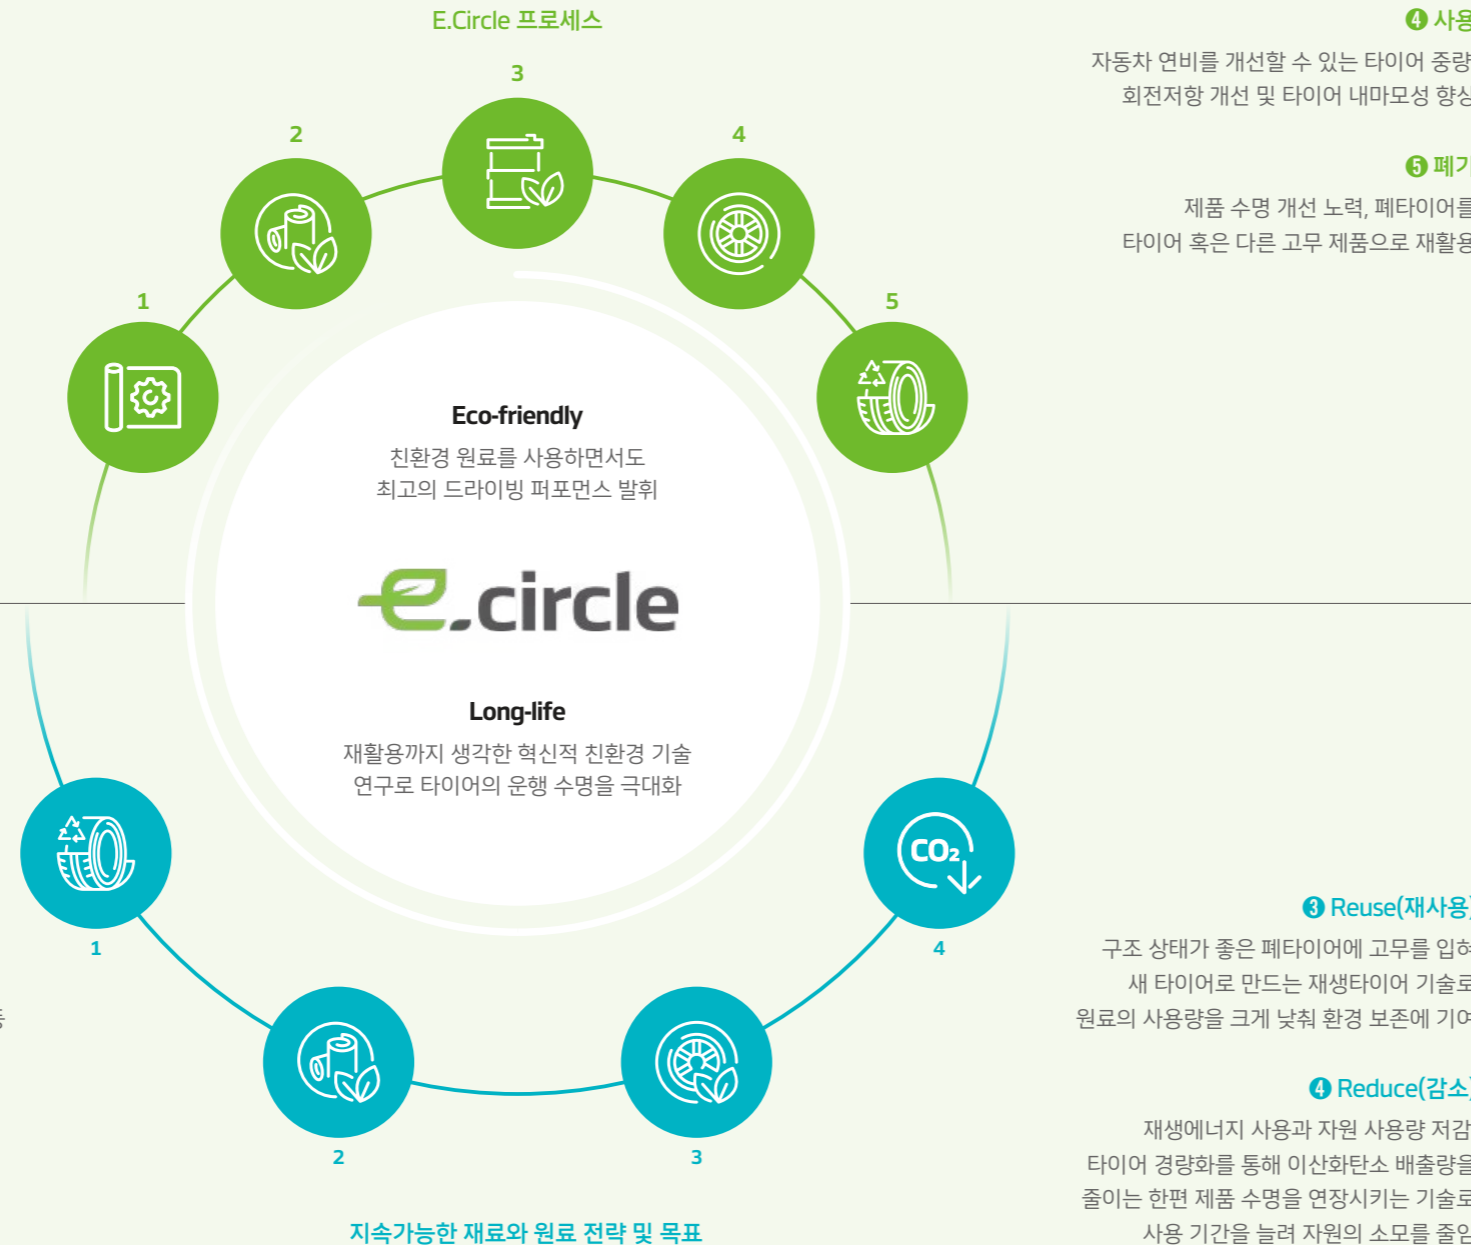 E.Circle 프로세스
3
2
4
1
5
Eco-friendly
친환경 원료를 사용하면서도
최고의 드라이빙 퍼포먼스 발휘
e.circle
Long-life
재활용까지 생각한 혁신적 친환경 기술
연구로 타이어의 운행 수명을 극대화
CO₂
1
4
2
3
지속가능한 재료와 원료 전략 및 목표
❹ 사용
자동차 연비를 개선할 수 있는 타이어 중량
회전저항 개선 및 타이어 내마모성 향상
❺ 폐기
제품 수명 개선 노력, 페타이어를
타이어 혹은 다른 고무 제품으로 재활용
❸ Reuse(재사용)
구조 상태가 좋은 폐타이어에 고무를 입혀
새 타이어로 만드는 재생타이어 기술로
원료의 사용량을 크게 낮춰 환경 보존에 기여
❹ Reduce(감소)
재생에너지 사용과 자원 사용량 저감
타이어 경량화를 통해 이산화탄소 배출량을
줄이는 한편 제품 수명을 연장시키는 기술로
사용 기간을 늘려 자원의 소모를 줄임